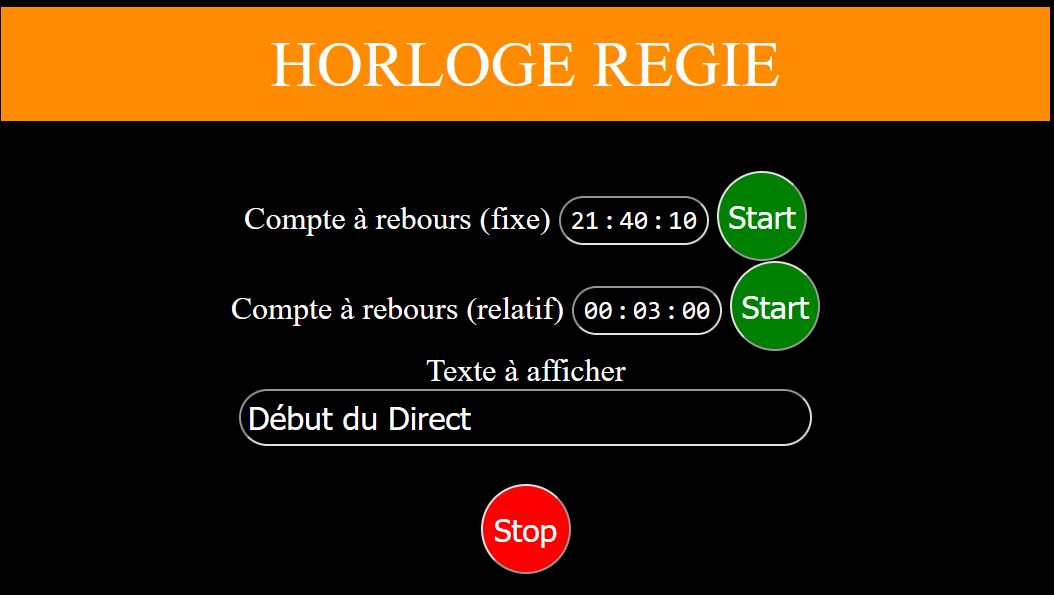 HORLOGE REGIE
Compte à rebours (fixe) 21:40:10 Start
Compte à rebours (relatif) 00:03:00 Start
Texte à afficher
Début du Direct
Stop